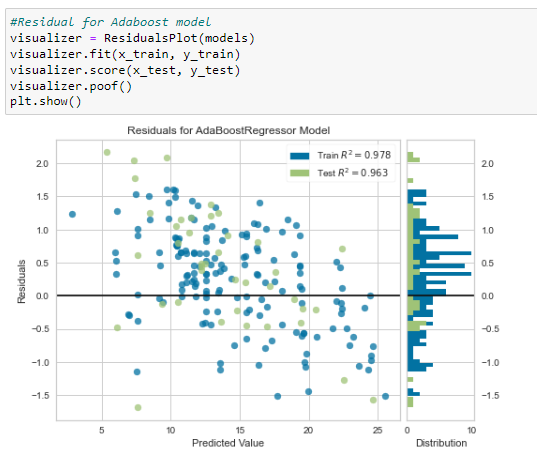 #Residual for Adaboost model
visualizer = ResidualsPlot(models)
visualizer.fit(x_train, y_train)
visualizer.score(x_test, y_test)
visualizer.poof()
plt.show()
Residuals for AdaBoostRegressor Model
Train R² = 0.978
Test R² = 0.963
2.0
1.5
1.0
0.5
0.0
−0.5
−1.0
−1.5
Residuals
5
10
15
20
25
Predicted Value
2.0
1.5
1.0
0.5
0.0
−0.5
−1.0
−1.5
0
10
Distribution